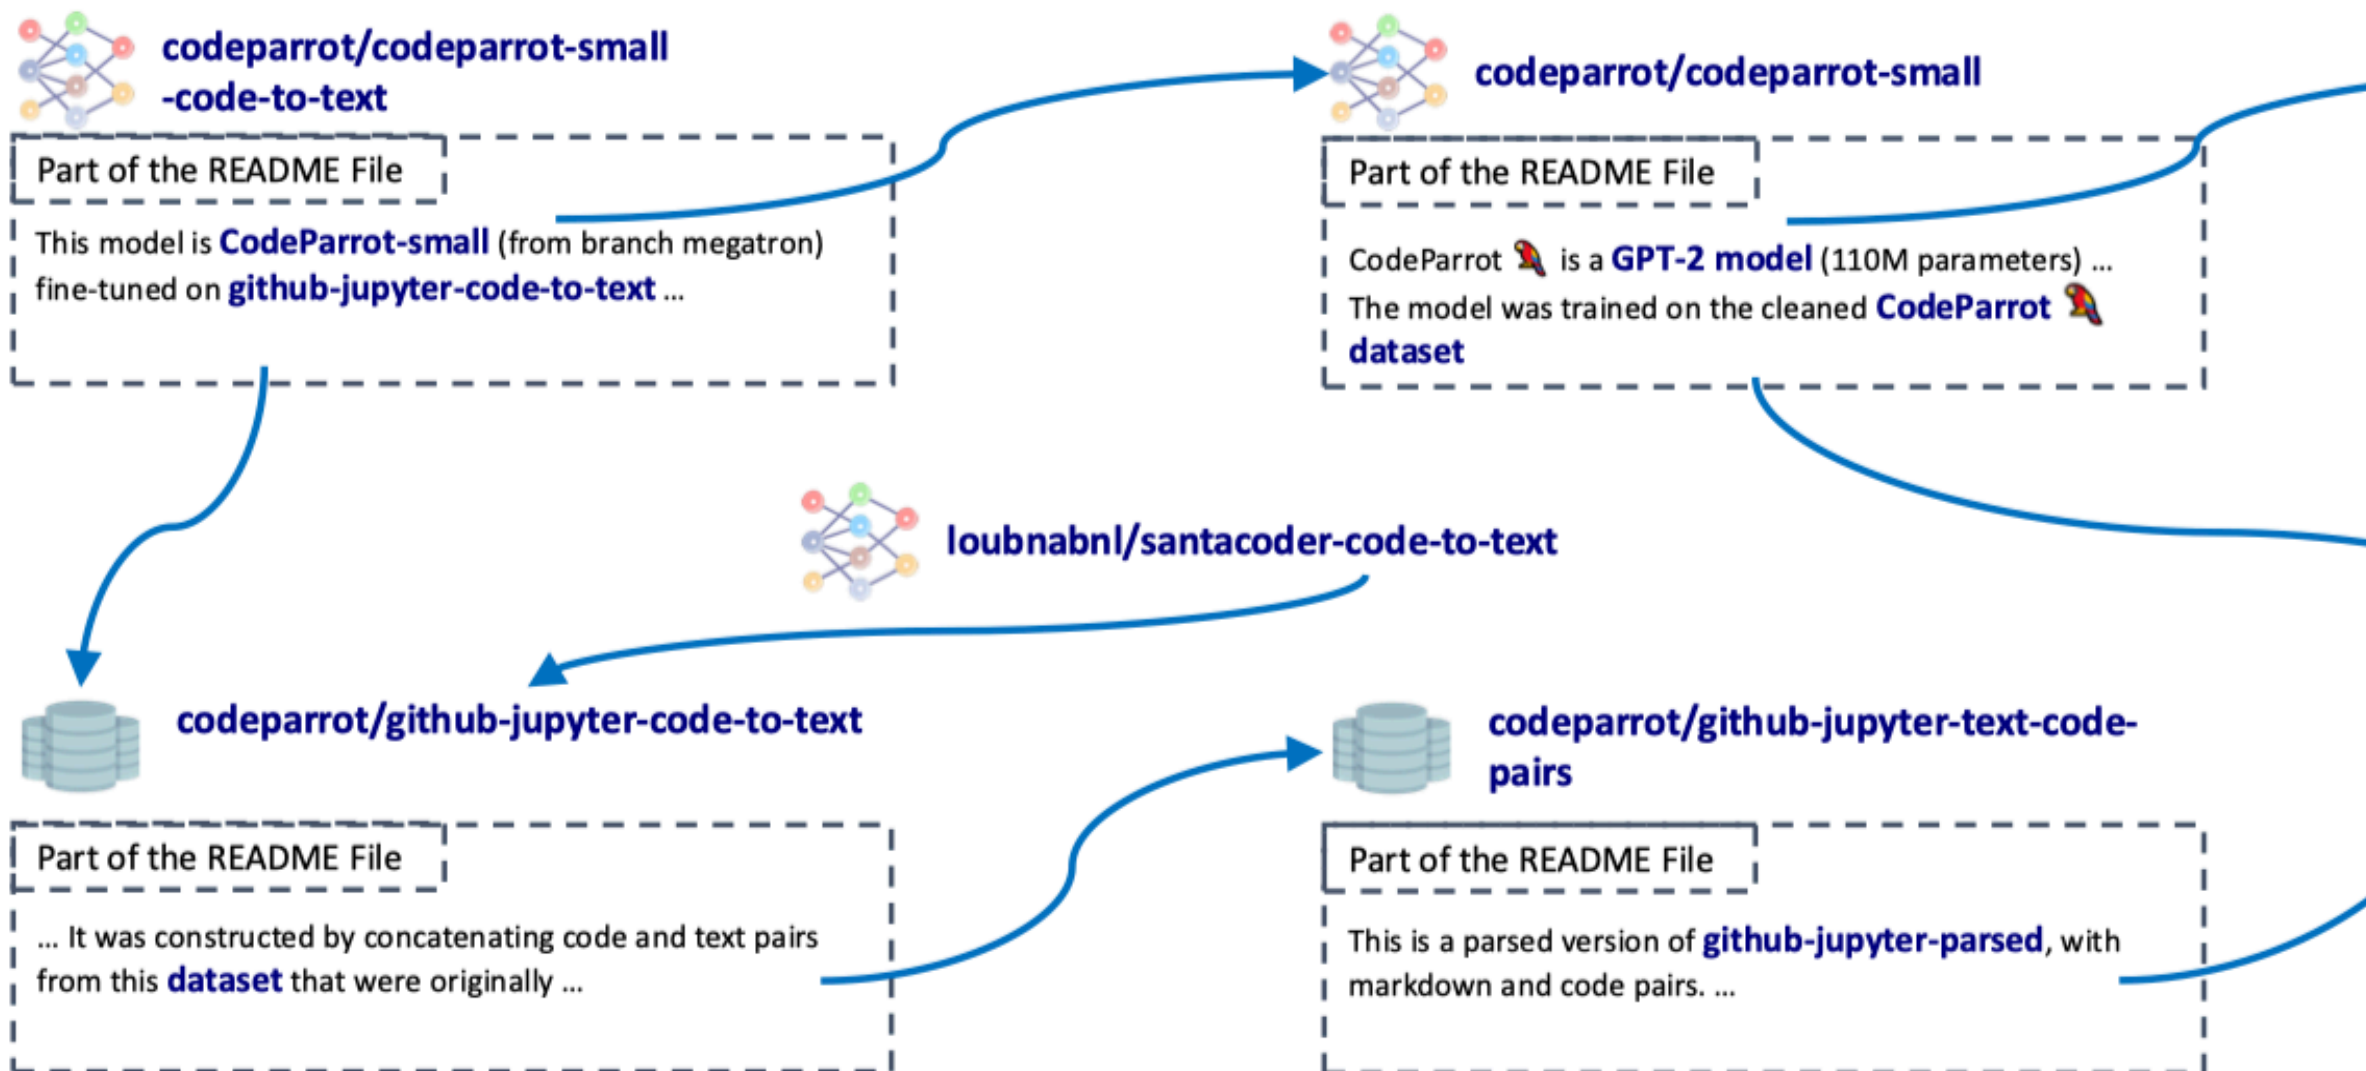 codeparrot/codeparrot-small
-code-to-text
Part of the README File
This model is CodeParrot-small (from branch megatron)
fine-tuned on github-jupyter-code-to-text ...
codeparrot/codeparrot-small
Part of the README File
CodeParrot 🦜 is a GPT-2 model (110M parameters) ...
The model was trained on the cleaned CodeParrot 🦜
dataset
loubnabnl/santacoder-code-to-text
codeparrot/github-jupyter-code-to-text
Part of the README File
... It was constructed by concatenating code and text pairs
from this dataset that were originally ...
codeparrot/github-jupyter-text-code-
pairs
Part of the README File
This is a parsed version of github-jupyter-parsed, with
markdown and code pairs. ...